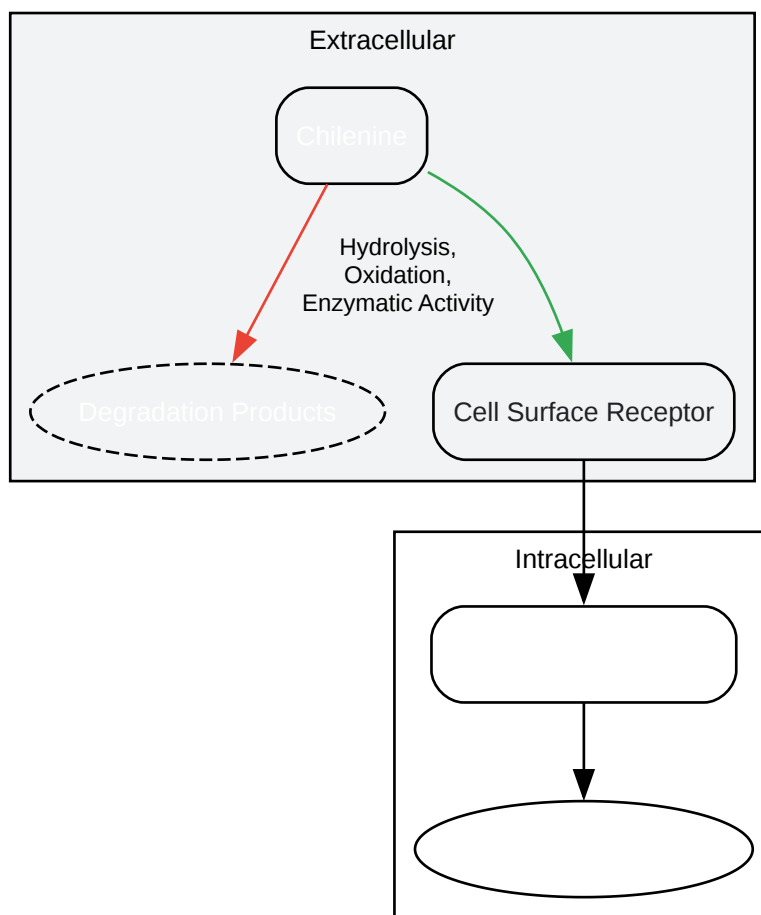 Extracellular
Chilenine
Hydrolysis,
Oxidation,
Enzymatic Activity
Degradation Products
Cell Surface Receptor
Intracellular